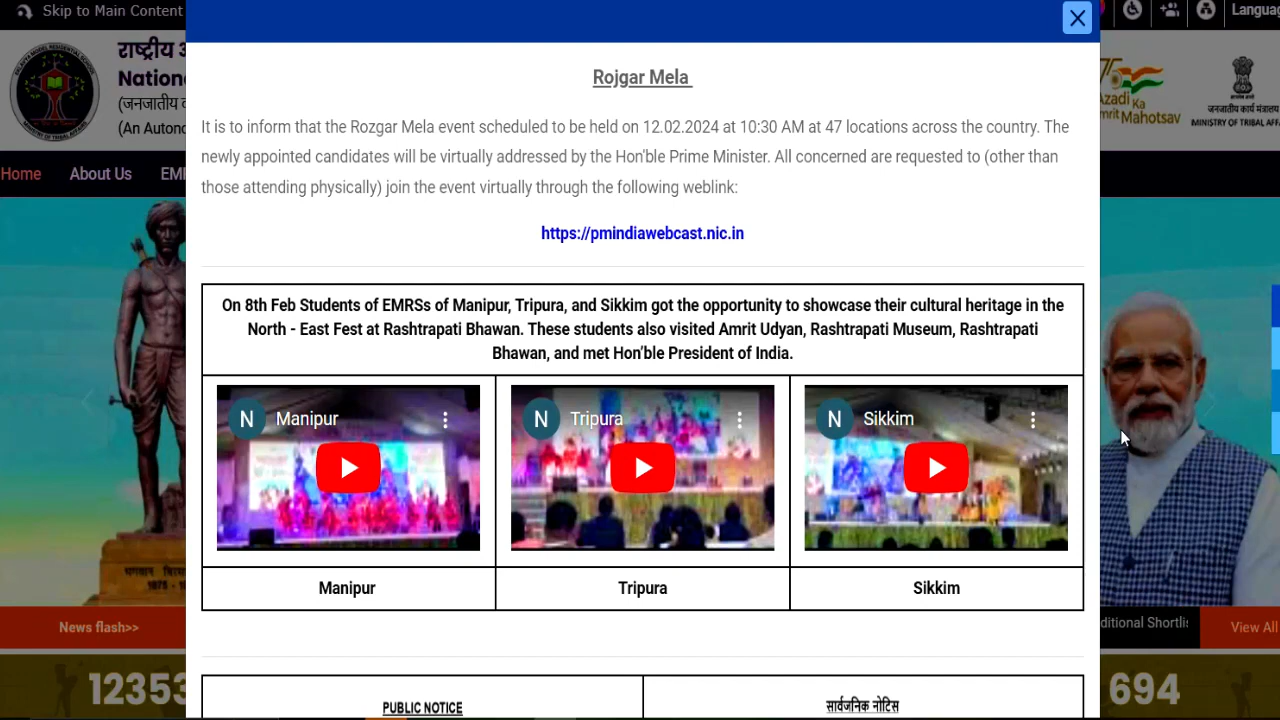 Skip to Main Content
Languag
राष्ट्रीय
National
(जनजातीय
(An Autono
Azadi Ka
Amrit Mahotsav
जनजातीय कार्य मंत्रालय
MINISTRY OF TRIBAL AFFA
Home About Us EMR
Rojgar Mela
It is to inform that the Rozgar Mela event scheduled to be held on 12.02.2024 at 10:30 AM at 47 locations across the country. The
newly appointed candidates will be virtually addressed by the Hon'ble Prime Minister. All concerned are requested to (other than
those attending physically) join the event virtually through the following weblink:
https://pmindiawebcast.nic.in
On 8th Feb Students of EMRSs of Manipur, Tripura, and Sikkim got the opportunity to showcase their cultural heritage in the
North - East Fest at Rashtrapati Bhawan. These students also visited Amrit Udyan, Rashtrapati Museum, Rashtrapati
Bhawan, and met Hon'ble President of India.
N Manipur
N Tripura
N Sikkim
Manipur Tripura Sikkim
News flash>>
ditional Shortlis
View All
12353
694
PUBLIC NOTICE
सार्वजनिक नोटिस